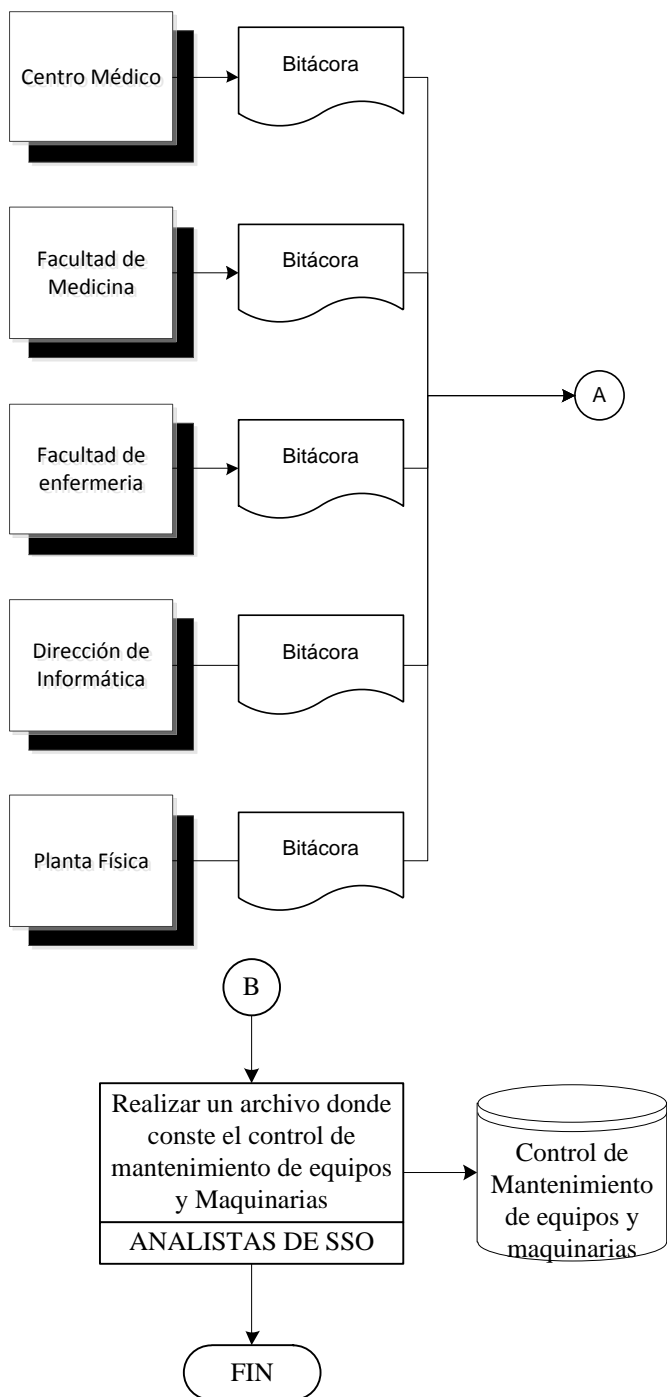 Centro Médico
Bitácora
Facultad de
Medicina
Bitácora
A
Facultad de
enfermeria
Bitácora
Dirección de
Informática
Bitácora
Planta Física
Bitácora
B
Realizar un archivo donde
conste el control de
mantenimiento de equipos
y Maquinarias
ANALISTAS DE SSO
Control de
Mantenimiento
de equipos y
maquinarias
FIN